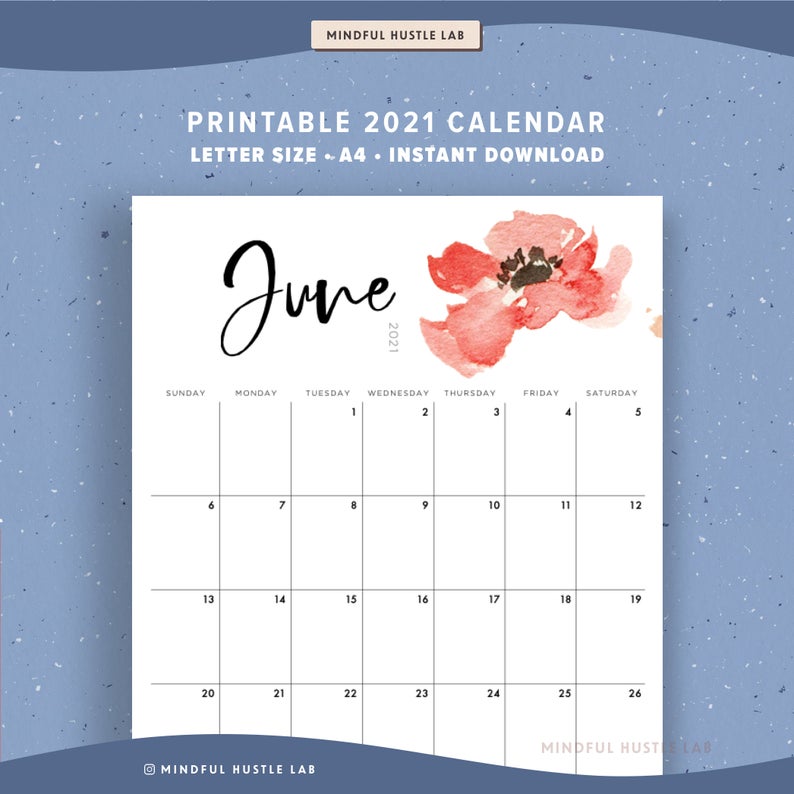 MINDFUL HUSTLE LAB
PRINTABLE 2021 CALENDAR
LETTER SIZE • A4 • INSTANT DOWNLOAD
June
2021
SUNDAY MONDAY TUESDAY WEDNESDAY THURSDAY FRIDAY SATURDAY
1 2 3 4 5
6 7 8 9 10 11 12
13 14 15 16 17 18 19
20 21 22 23 24 25 26
MINDFUL HUSTLE LAB
MINDFUL HUSTLE LAB